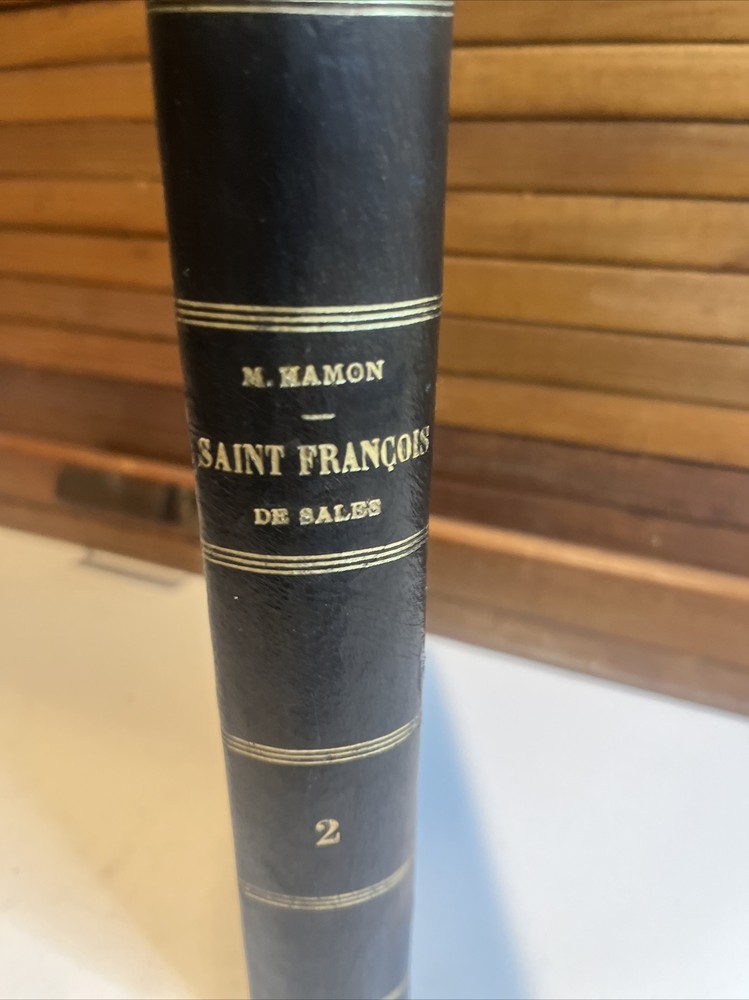 M. HAMON
SAINT FRANÇOIS
DE SALES
2